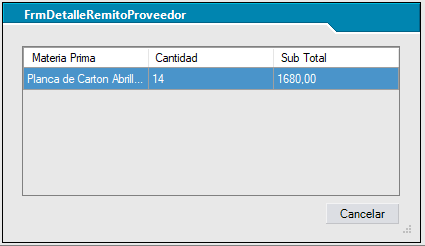 FrmDetalleRemitoProveedor
Materia Prima Cantidad Sub Total
Planca de Carton Abrill... 14 1680,00
Cancelar